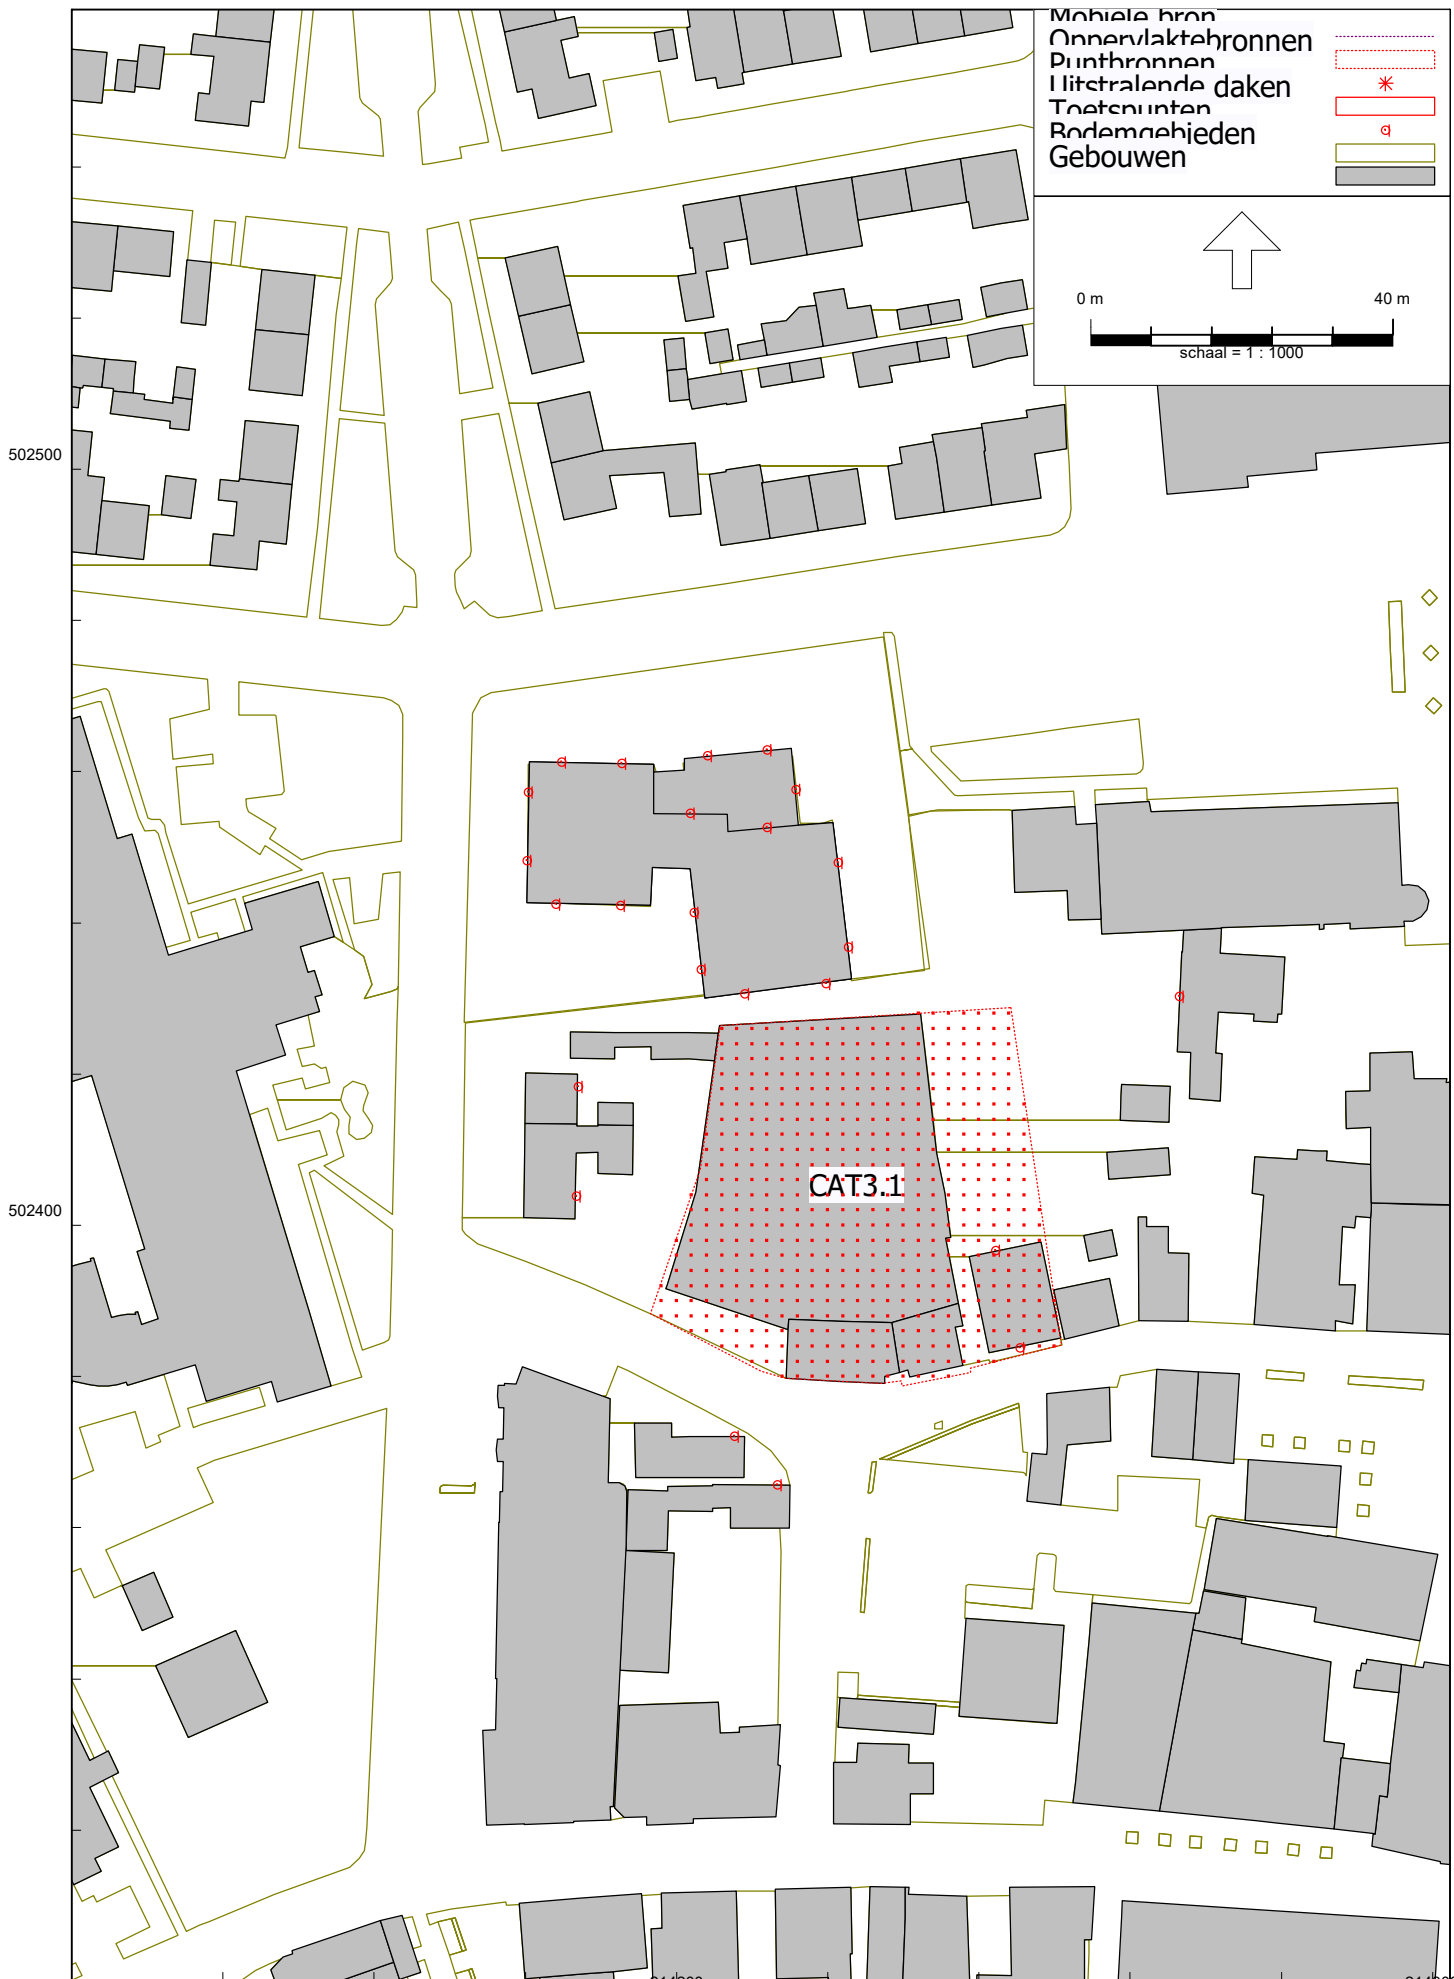 Mobiele bron
Oppervlaktebronnen
Puntbronnen
Uitstralende daken
Toetspunten
Bodemgebieden
Gebouwen
0 m 40 m
schaal = 1 : 1000
502500
502400
CAT3.1